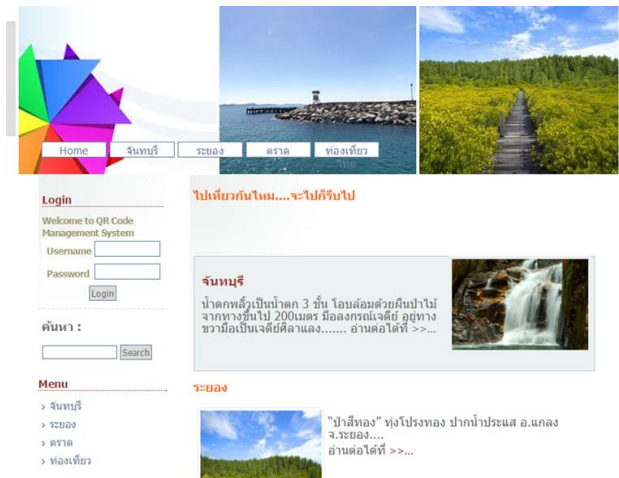 Home
จันทบุรี
ระยอง
ตราด
ท่องเที่ยว
ไทย
Login
Welcome to QR Code
Management System
Username
Password
Login
ค้นหา :
Search
Menu
› จันทบุรี
› ระยอง
› ตราด
› ท่องเที่ยว
ไปเที่ยวกันไหม....จะไปก็รีบไป
จันทบุรี
น้ำตกพลิ้วเป็นน้ำตก 3 ชั้น โอบล้อมด้วยผืนป่าไม้
จากทางขึ้นไป 200เมตร มีอลงกรณ์เจดีย์ อยู่ทาง
ขวามือเป็นเจดีย์ศิลาแลง....... อ่านต่อได้ที่ >>...
ระยอง
“ป่าสีทอง” ทุ่งโปรงทอง ปากน้ำประแส อ.แกลง
จ.ระยอง....
อ่านต่อได้ที่ >>...